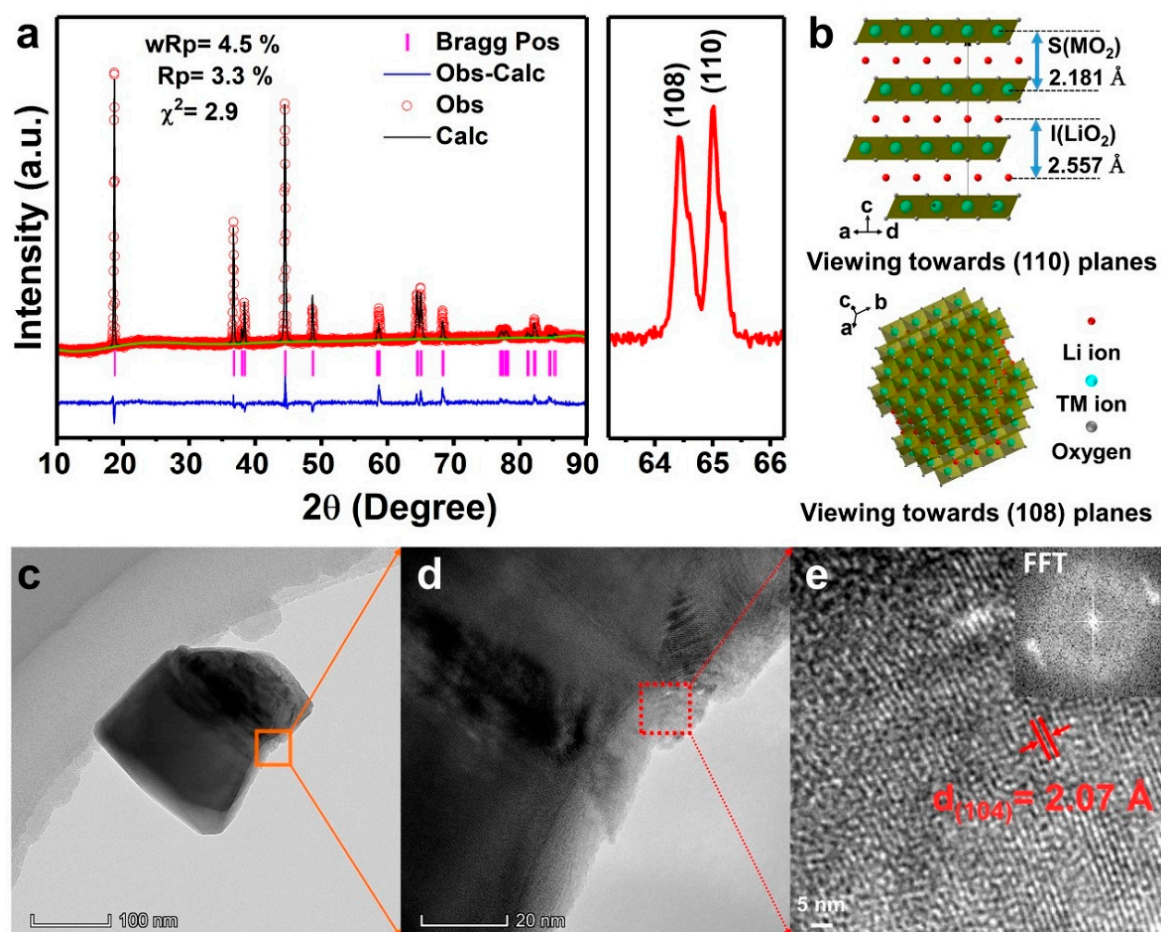 a
wRp= 4.5 %
Rp= 3.3 %
χ²= 2.9
Bragg Pos
Obs-Calc
Obs
Calc
Intensity (a.u.)
10 20 30 40 50 60 70 80 90
2θ (Degree)
(108)
(110)
64 65 66
b
S(MO₂)
2.181 Å
I(LiO₂)
2.557 Å
c
a d
Viewing towards (110) planes
c b
a
Li ion
TM ion
Oxygen
Viewing towards (108) planes
c
100 nm
d
20 nm
e
FFT
d(104)= 2.07 Å
5 nm